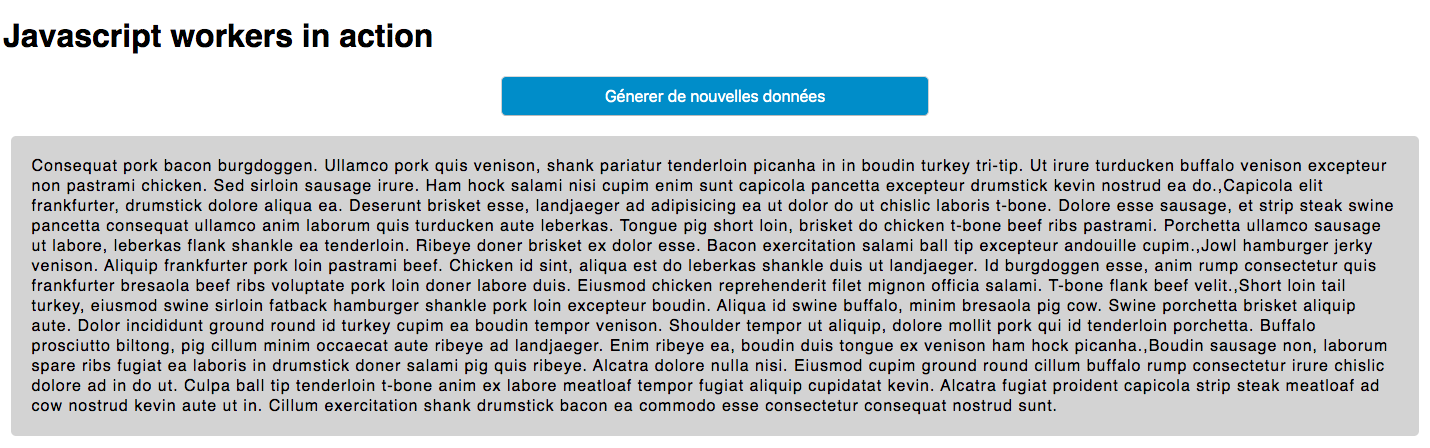 Javascript workers in action
Génerer de nouvelles données
Consequat pork bacon burgdoggen. Ullamco pork quis venison, shank pariatur tenderloin picanha in in boudin turkey tri-tip. Ut irure turducken buffalo venison excepteur
non pastrami chicken. Sed sirloin sausage irure. Ham hock salami nisi cupim enim sunt capicola pancetta excepteur drumstick kevin nostrud ea do.,Capicola elit
frankfurter, drumstick dolore aliqua ea. Deserunt brisket esse, landjaeger ad adipisicing ea ut dolor do ut chislic laboris t-bone. Dolore esse sausage, et strip steak swine
pancetta consequat ullamco anim laborum quis turducken aute leberkas. Tongue pig short loin, brisket do chicken t-bone beef ribs pastrami. Porchetta ullamco sausage
ut labore, leberkas flank shankle ea tenderloin. Ribeye doner brisket ex dolor esse. Bacon exercitation salami ball tip excepteur andouille cupim.,Jowl hamburger jerky
venison. Aliquip frankfurter pork loin pastrami beef. Chicken id sint, aliqua est do leberkas shankle duis ut landjaeger. Id burgdoggen esse, anim rump consectetur quis
frankfurter bresaola beef ribs voluptate pork loin doner labore duis. Eiusmod chicken reprehenderit filet mignon officia salami. T-bone flank beef velit.,Short loin tail
turkey, eiusmod swine sirloin fatback hamburger shankle pork loin excepteur boudin. Aliqua id swine buffalo, minim bresaola pig cow. Swine porchetta brisket aliquip
aute. Dolor incididunt ground round id turkey cupim ea boudin tempor venison. Shoulder tempor ut aliquip, dolore mollit pork qui id tenderloin porchetta. Buffalo
prosciutto biltong, pig cillum minim occaecat aute ribeye ad landjaeger. Enim ribeye ea, boudin duis tongue ex venison ham hock picanha.,Boudin sausage non, laborum
spare ribs fugiat ea laboris in drumstick doner salami pig quis ribeye. Alcatra dolore nulla nisi. Eiusmod cupim ground round cillum buffalo rump consectetur irure chislic
dolore ad in do ut. Culpa ball tip tenderloin t-bone anim ex labore meatloaf tempor fugiat aliquip cupidatat kevin. Alcatra fugiat proident capicola strip steak meatloaf ad
cow nostrud kevin aute ut in. Cillum exercitation shank drumstick bacon ea commodo esse consectetur consequat nostrud sunt.